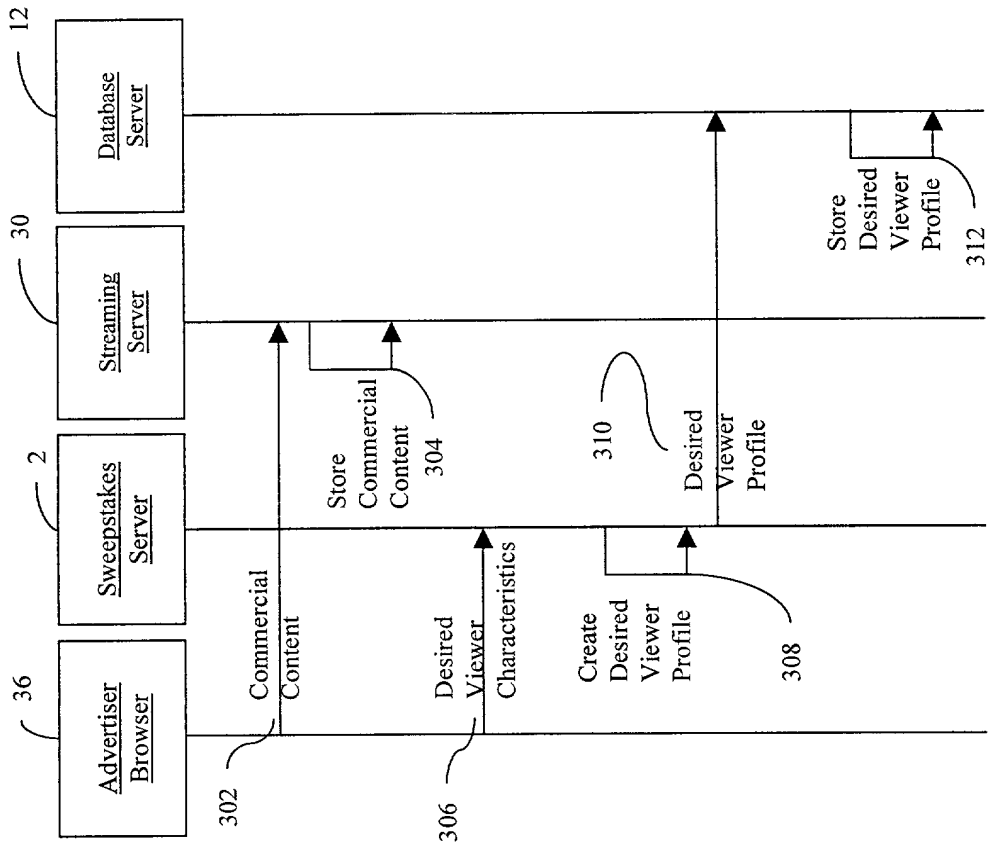 36
2
30
12
Advertiser
Browser
Sweepstakes
Server
Streaming
Server
Database
Server
302
Commercial
Content
Store
Commercial
Content
304
306
Desired
Viewer
Characteristics
Create
Desired
Viewer
Profile
308
310
Desired
Viewer
Profile
Store
Desired
Viewer
Profile
312